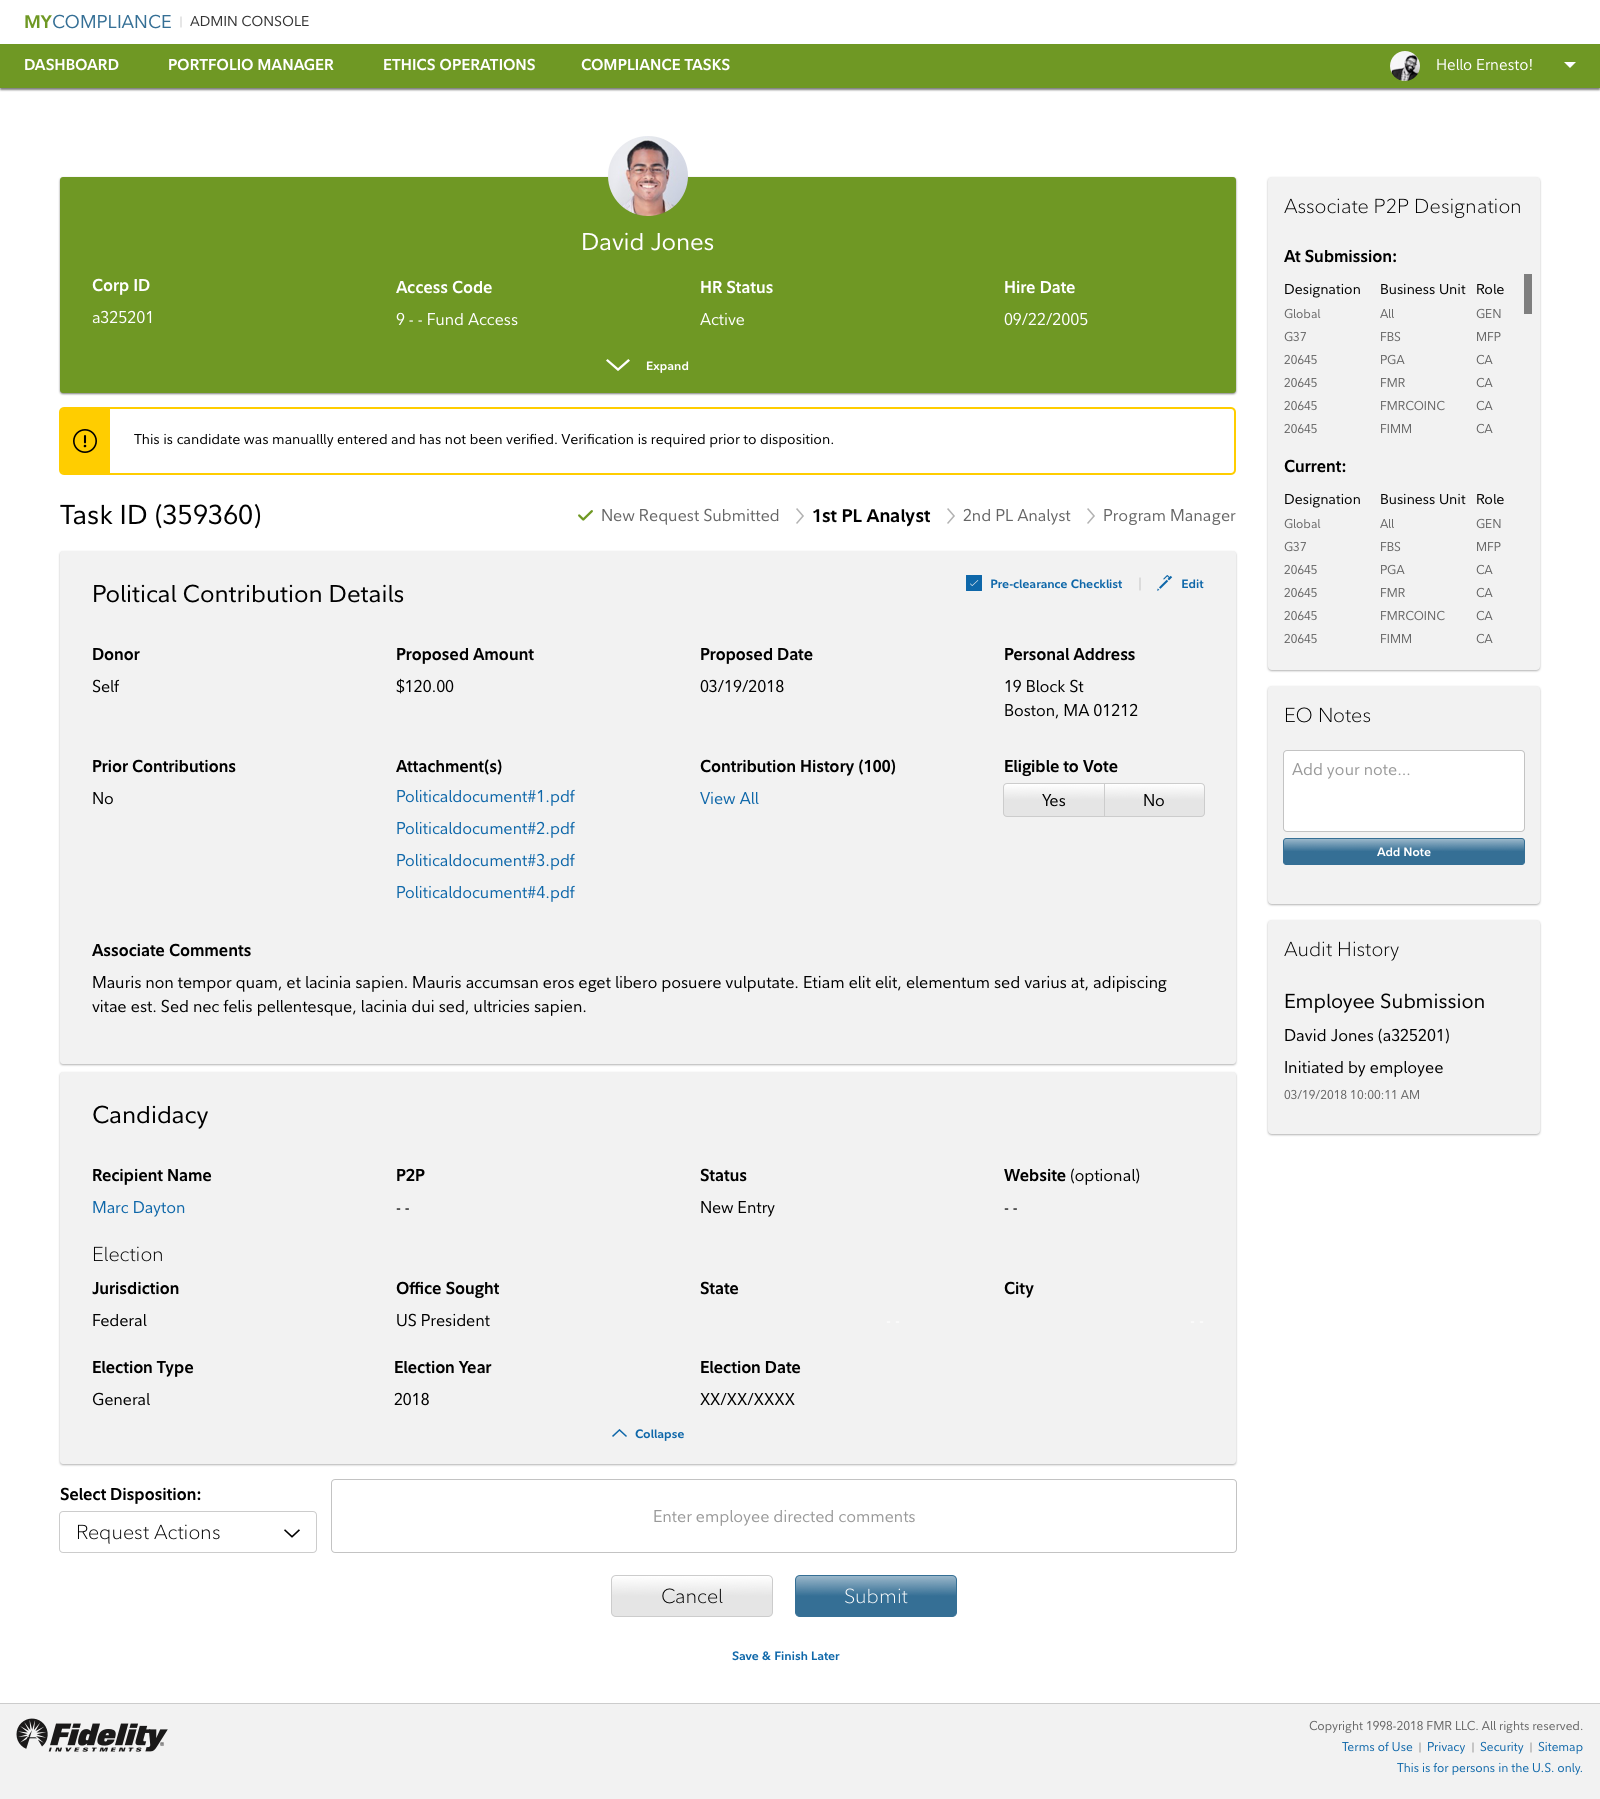 MYCOMPLIANCE | ADMIN CONSOLE
DASHBOARD PORTFOLIO MANAGER ETHICS OPERATIONS COMPLIANCE TASKS Hello Ernesto!
David Jones
Corp ID Access Code HR Status Hire Date
a325201 9 - - Fund Access Active 09/22/2005
Expand
This is candidate was manuallly entered and has not been verified. Verification is required prior to disposition.
Task ID (359360)
New Request Submitted 1st PL Analyst 2nd PL Analyst Program Manager
Political Contribution Details
Pre-clearance Checklist | Edit
Donor Proposed Amount Proposed Date Personal Address
Self $120.00 03/19/2018 19 Block St
Boston, MA 01212
Prior Contributions Attachment(s) Contribution History (100) Eligible to Vote
No Politicaldocument#1.pdf View All Yes No
Politicaldocument#2.pdf
Politicaldocument#3.pdf
Politicaldocument#4.pdf
Associate Comments
Mauris non tempor quam, et lacinia sapien. Mauris accumsan eros eget libero posuere vulputate. Etiam elit elit, elementum sed varius at, adipiscing
vitae est. Sed nec felis pellentesque, lacinia dui sed, ultricies sapien.
Candidacy
Recipient Name P2P Status Website (optional)
Marc Dayton - - New Entry - -
Election
Jurisdiction Office Sought State City
Federal US President - - - -
Election Type Election Year Election Date
General 2018 XX/XX/XXXX
Collapse
Select Disposition:
Request Actions
Enter employee directed comments
Cancel Submit
Save & Finish Later
Associate P2P Designation
At Submission:
Designation Business Unit Role
Global All GEN
G37 FBS MFP
20645 PGA CA
20645 FMR CA
20645 FMRCOINC CA
20645 FIMM CA
Current:
Designation Business Unit Role
Global All GEN
G37 FBS MFP
20645 PGA CA
20645 FMR CA
20645 FMRCOINC CA
20645 FIMM CA
EO Notes
Add your note...
Add Note
Audit History
Employee Submission
David Jones (a325201)
Initiated by employee
03/19/2018 10:00:11 AM
Fidelity
INVESTMENTS
Copyright 1998-2018 FMR LLC. All rights reserved.
Terms of Use | Privacy | Security | Sitemap
This is for persons in the U.S. only.